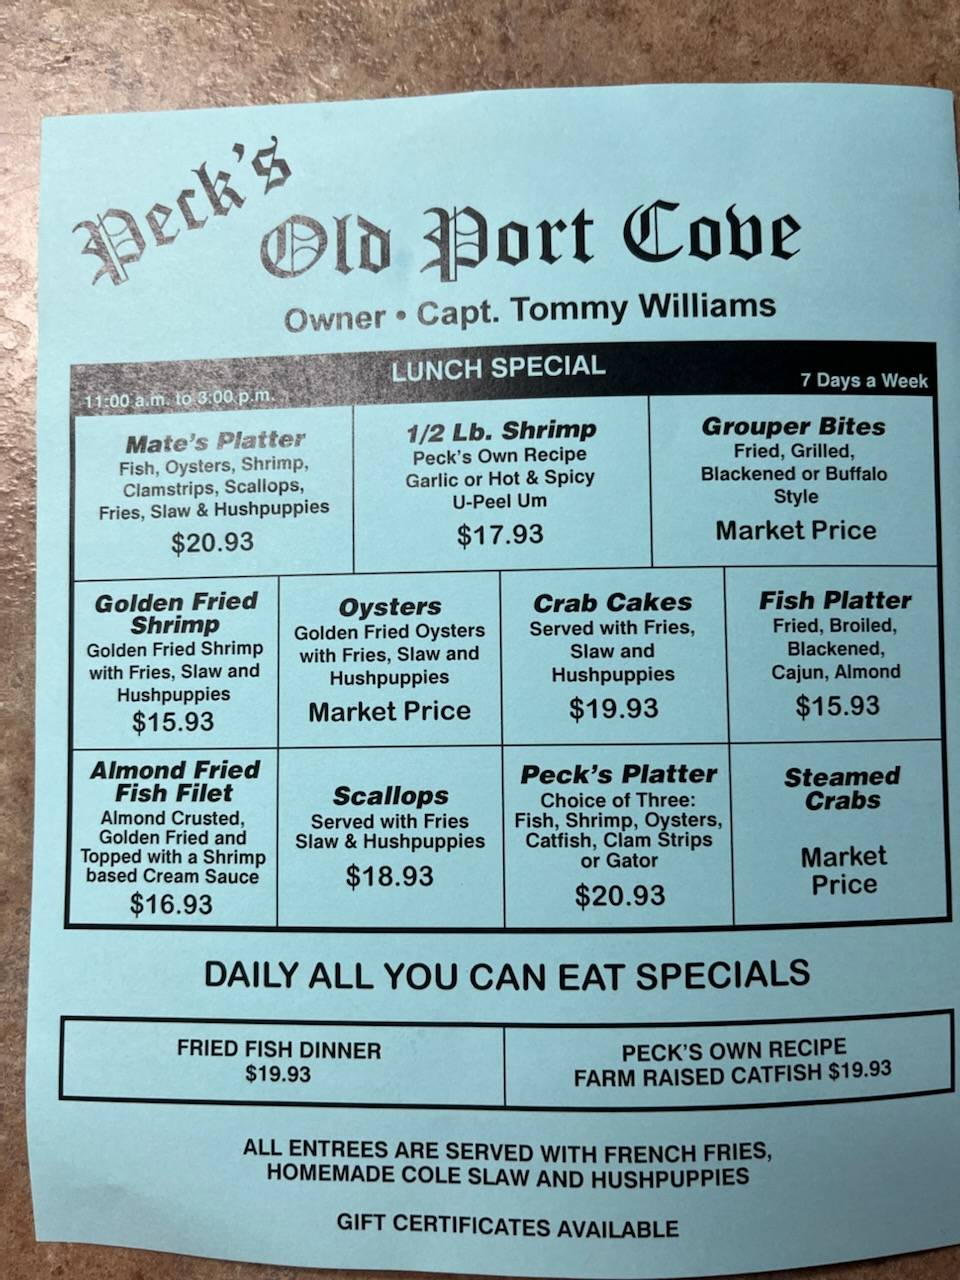 Peck's
Old Port Cove
Owner • Capt. Tommy Williams
LUNCH SPECIAL
11:00 a.m. to 3:00 p.m.
7 Days a Week
Mate's Platter
Fish, Oysters, Shrimp,
Clamstrips, Scallops,
Fries, Slaw & Hushpuppies
$20.93
1/2 Lb. Shrimp
Peck's Own Recipe
Garlic or Hot & Spicy
U-Peel Um
$17.93
Grouper Bites
Fried, Grilled,
Blackened or Buffalo
Style
Market Price
Golden Fried
Shrimp
Golden Fried Shrimp
with Fries, Slaw and
Hushpuppies
$15.93
Oysters
Golden Fried Oysters
with Fries, Slaw and
Hushpuppies
Market Price
Crab Cakes
Served with Fries,
Slaw and
Hushpuppies
$19.93
Fish Platter
Fried, Broiled,
Blackened,
Cajun, Almond
$15.93
Almond Fried
Fish Filet
Almond Crusted,
Golden Fried and
Topped with a Shrimp
based Cream Sauce
$16.93
Scallops
Served with Fries
Slaw & Hushpuppies
$18.93
Peck's Platter
Choice of Three:
Fish, Shrimp, Oysters,
Catfish, Clam Strips
or Gator
$20.93
Steamed
Crabs
Market
Price
DAILY ALL YOU CAN EAT SPECIALS
FRIED FISH DINNER
$19.93
PECK'S OWN RECIPE
FARM RAISED CATFISH $19.93
ALL ENTREES ARE SERVED WITH FRENCH FRIES,
HOMEMADE COLE SLAW AND HUSHPUPPIES
GIFT CERTIFICATES AVAILABLE